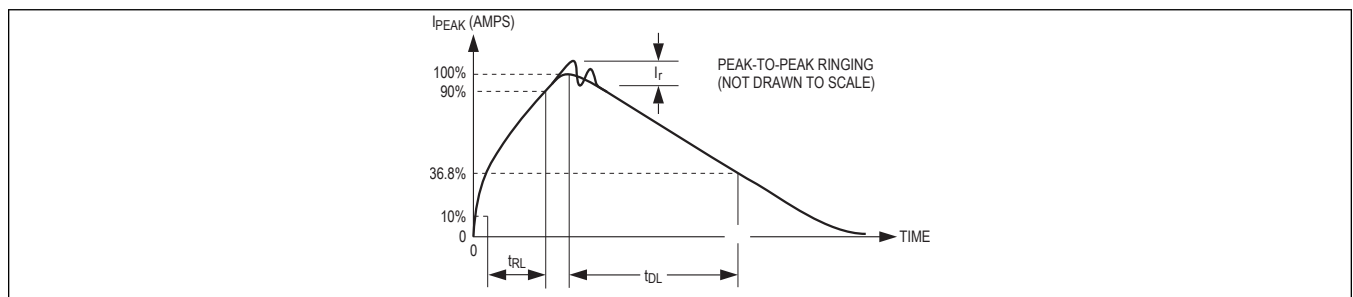 IPEAK (AMPS)
100%
90%
36.8%
10%
0
0
Ir
PEAK-TO-PEAK RINGING
(NOT DRAWN TO SCALE)
TIME
tRL
tDL